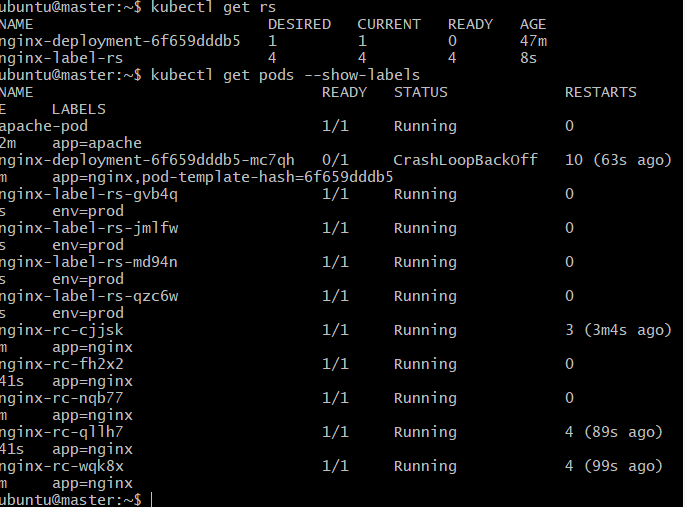 ubuntu@master:~$ kubectl get rs
NAME DESIRED CURRENT READY AGE
nginx-deployment-6f659dddb5 1 1 0 47m
nginx-label-rs 4 4 4 8s
ubuntu@master:~$ kubectl get pods --show-labels
NAME READY STATUS RESTARTS
E LABELS
apache-pod 1/1 Running 0
2m app=apache
nginx-deployment-6f659dddb5-mc7qh 0/1 CrashLoopBackOff 10 (63s ago)
m app=nginx,pod-template-hash=6f659dddb5
nginx-label-rs-gvb4q 1/1 Running 0
s env=prod
nginx-label-rs-jmlfw 1/1 Running 0
s env=prod
nginx-label-rs-md94n 1/1 Running 0
s env=prod
nginx-label-rs-qzc6w 1/1 Running 0
s env=prod
nginx-rc-cjjsk 1/1 Running 3 (3m4s ago)
m app=nginx
nginx-rc-fh2x2 1/1 Running 0
41s app=nginx
nginx-rc-nqb77 1/1 Running 0
m app=nginx
nginx-rc-qllh7 1/1 Running 4 (89s ago)
41s app=nginx
nginx-rc-wqk8x 1/1 Running 4 (99s ago)
m app=nginx
ubuntu@master:~$